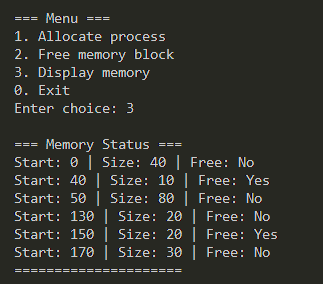 === Menu ===
1. Allocate process
2. Free memory block
3. Display memory
0. Exit
Enter choice: 3
=== Memory Status ===
Start: 0 | Size: 40 | Free: No
Start: 40 | Size: 10 | Free: Yes
Start: 50 | Size: 80 | Free: No
Start: 130 | Size: 20 | Free: No
Start: 150 | Size: 20 | Free: Yes
Start: 170 | Size: 30 | Free: No
=====================